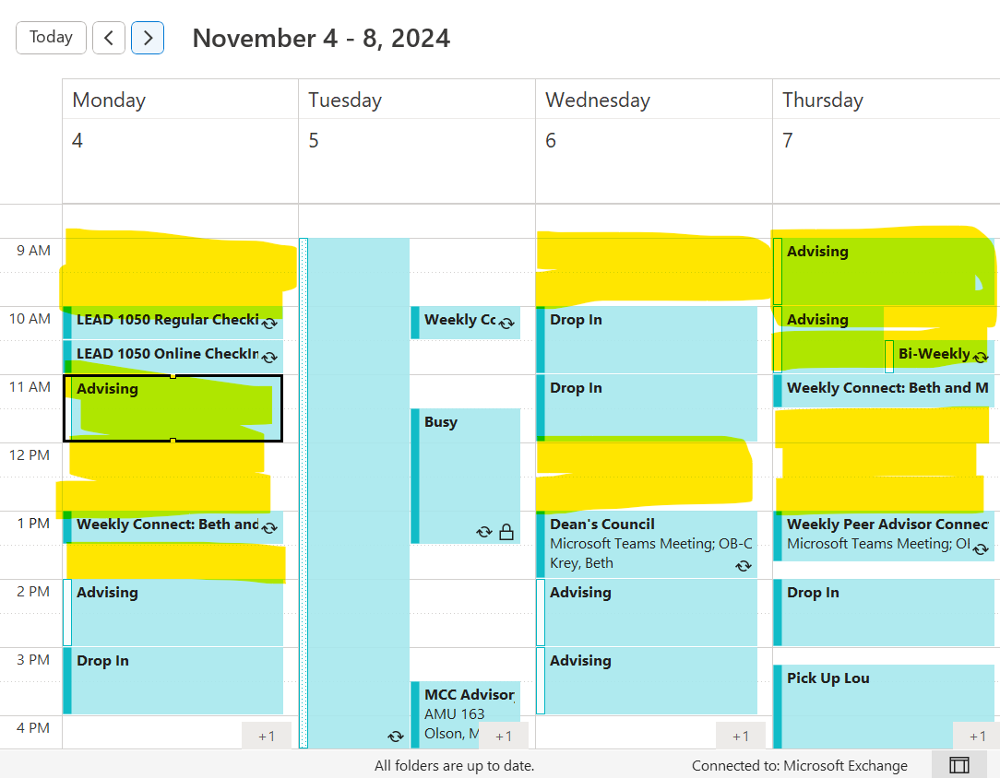 Today
November 4 - 8, 2024
Monday
Tuesday
Wednesday
Thursday
4
5
6
7
9 AM
Advising
10 AM
LEAD 1050 Regular Checki
Weekly Cc
Drop In
Advising
LEAD 1050 Online CheckIn
Bi-Weekly
11 AM
Advising
Drop In
Weekly Connect: Beth and M
Busy
12 PM
1 PM
Weekly Connect: Beth and
Dean's Council
Microsoft Teams Meeting; OB-C
Krey, Beth
Weekly Peer Advisor Connec
Microsoft Teams Meeting; Ol
2 PM
Advising
Advising
Drop In
3 PM
Drop In
Advising
Pick Up Lou
MCC Advisor
AMU 163
Olson, M
4 PM
+1
+1
+1
+1
All folders are up to date.
Connected to: Microsoft Exchange